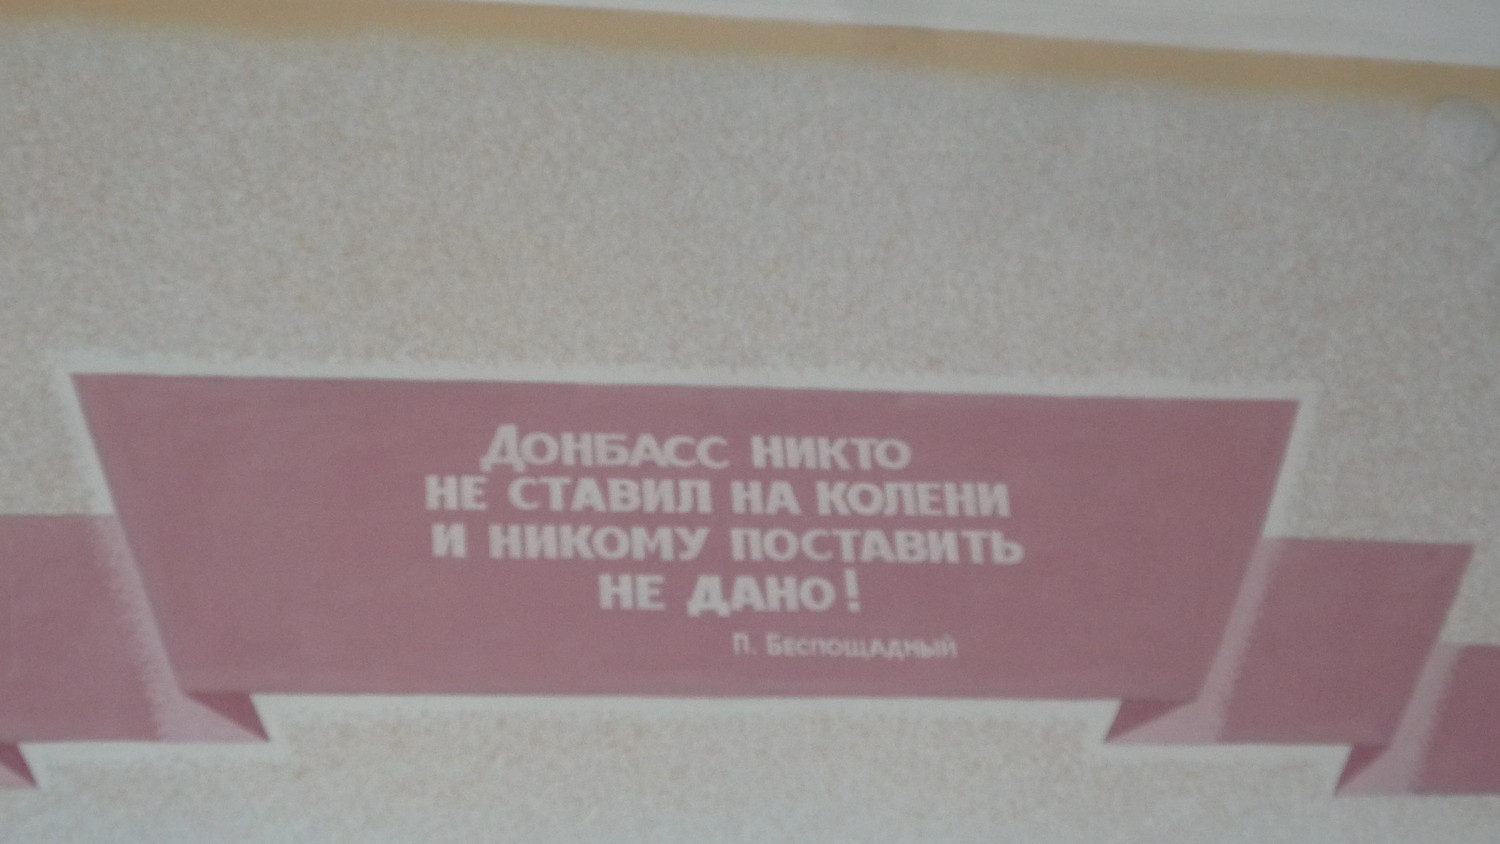 Донбасс никто
не ставил на колени
и никому поставить
не дано!
П. Беспощадный